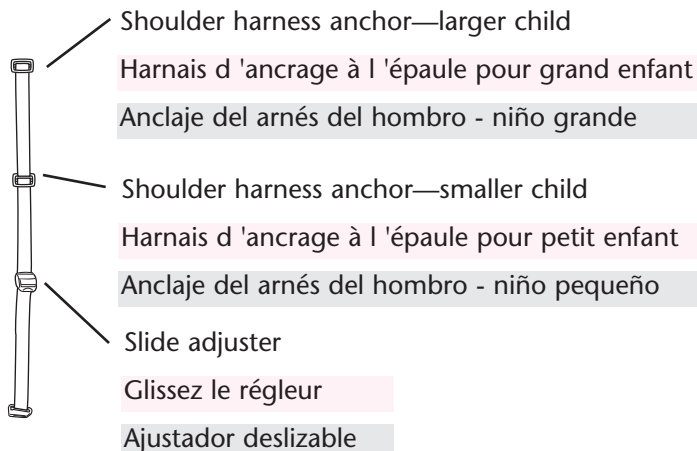 Shoulder harness anchor—larger child
Harnais d 'ancrage à l 'épaule pour grand enfant
Anclaje del arnés del hombro - niño grande
Shoulder harness anchor—smaller child
Harnais d 'ancrage à l 'épaule pour petit enfant
Anclaje del arnés del hombro - niño pequeño
Slide adjuster
Glissez le régleur
Ajustador deslizable